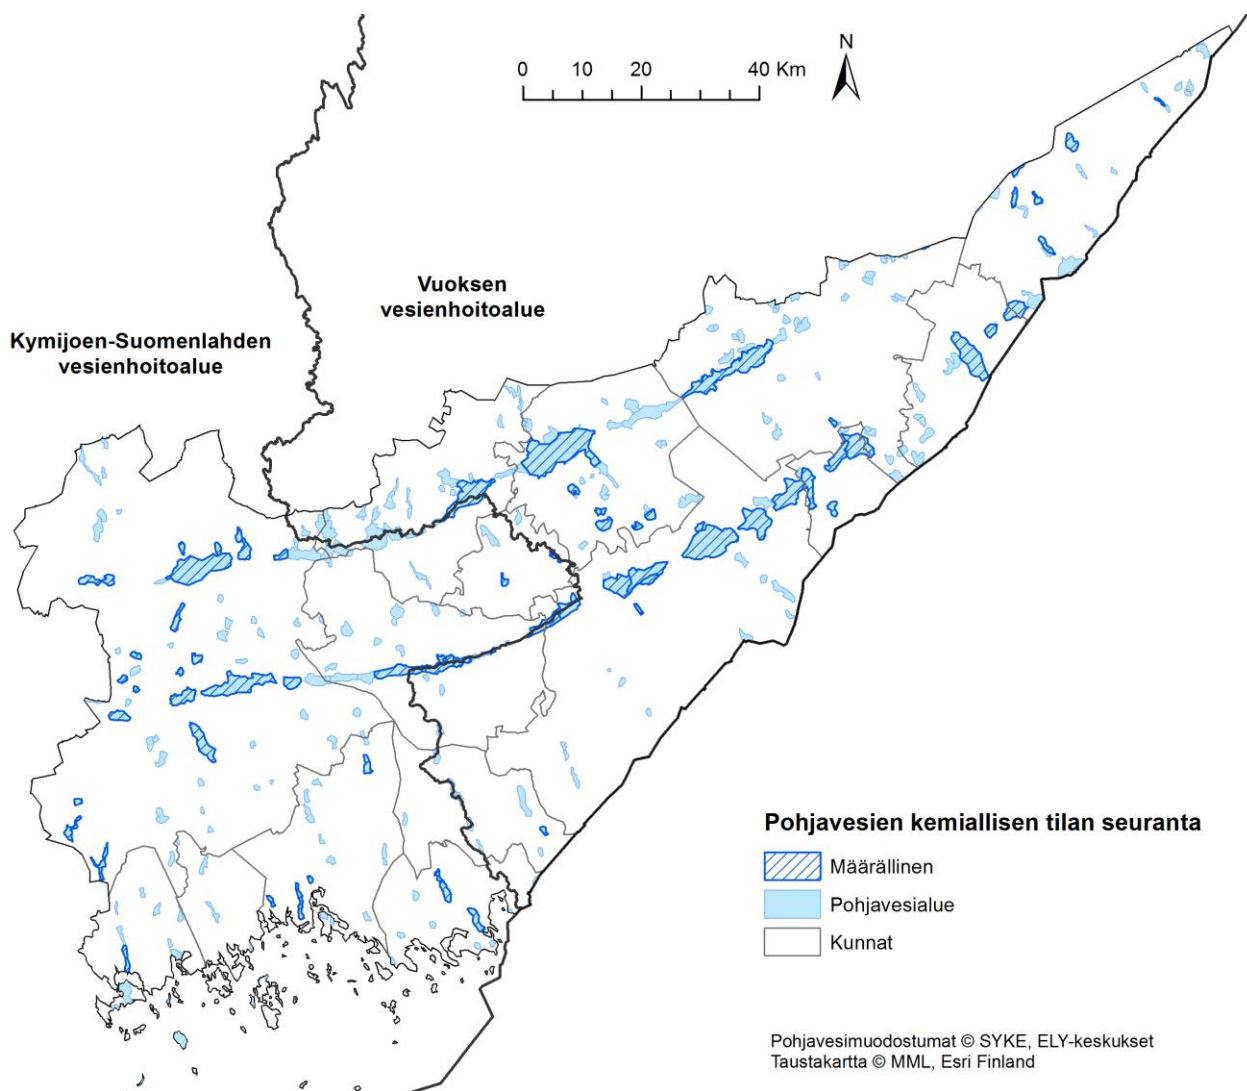 N
0 10 20 40 Km
Vuoksen
vesienhoitoalue
Kymijoen-Suomenlahden
vesienhoitoalue
Pohjavesien kemiallisen tilan seuranta
Määrällinen
Pohjavesialue
Kunnat
Pohjavesimuodostumat © SYKE, ELY-keskukset
Taustakartta © MML, Esri Finland